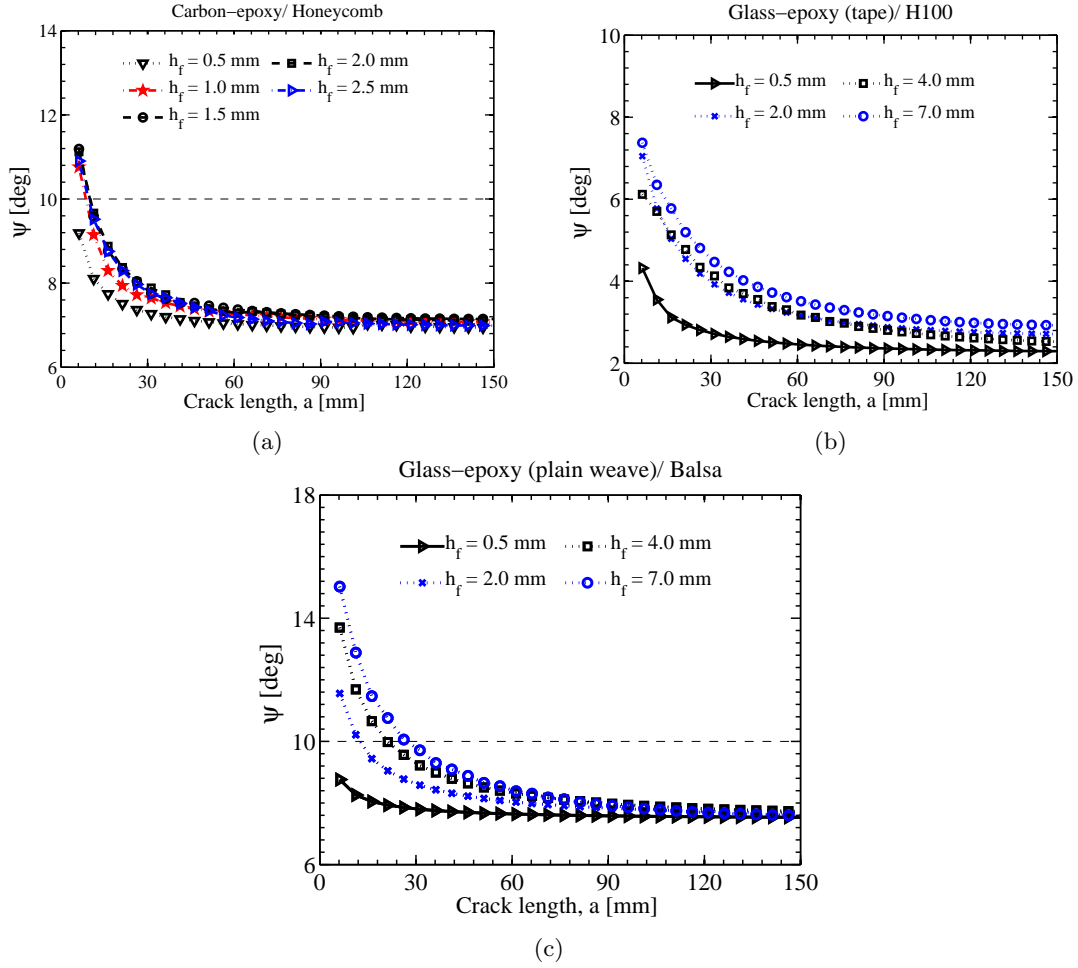 Carbon−epoxy/ Honeycomb
14
12
10
8
6
ψ [deg]
h_f = 0.5 mm
h_f = 1.0 mm
h_f = 1.5 mm
h_f = 2.0 mm
h_f = 2.5 mm
0 30 60 90 120 150
Crack length, a [mm]
(a)
Glass−epoxy (tape)/ H100
10
8
6
4
2
ψ [deg]
h_f = 0.5 mm
h_f = 2.0 mm
h_f = 4.0 mm
h_f = 7.0 mm
0 30 60 90 120 150
Crack length, a [mm]
(b)
Glass−epoxy (plain weave)/ Balsa
18
14
10
6
ψ [deg]
h_f = 0.5 mm
h_f = 2.0 mm
h_f = 4.0 mm
h_f = 7.0 mm
0 30 60 90 120 150
Crack length, a [mm]
(c)